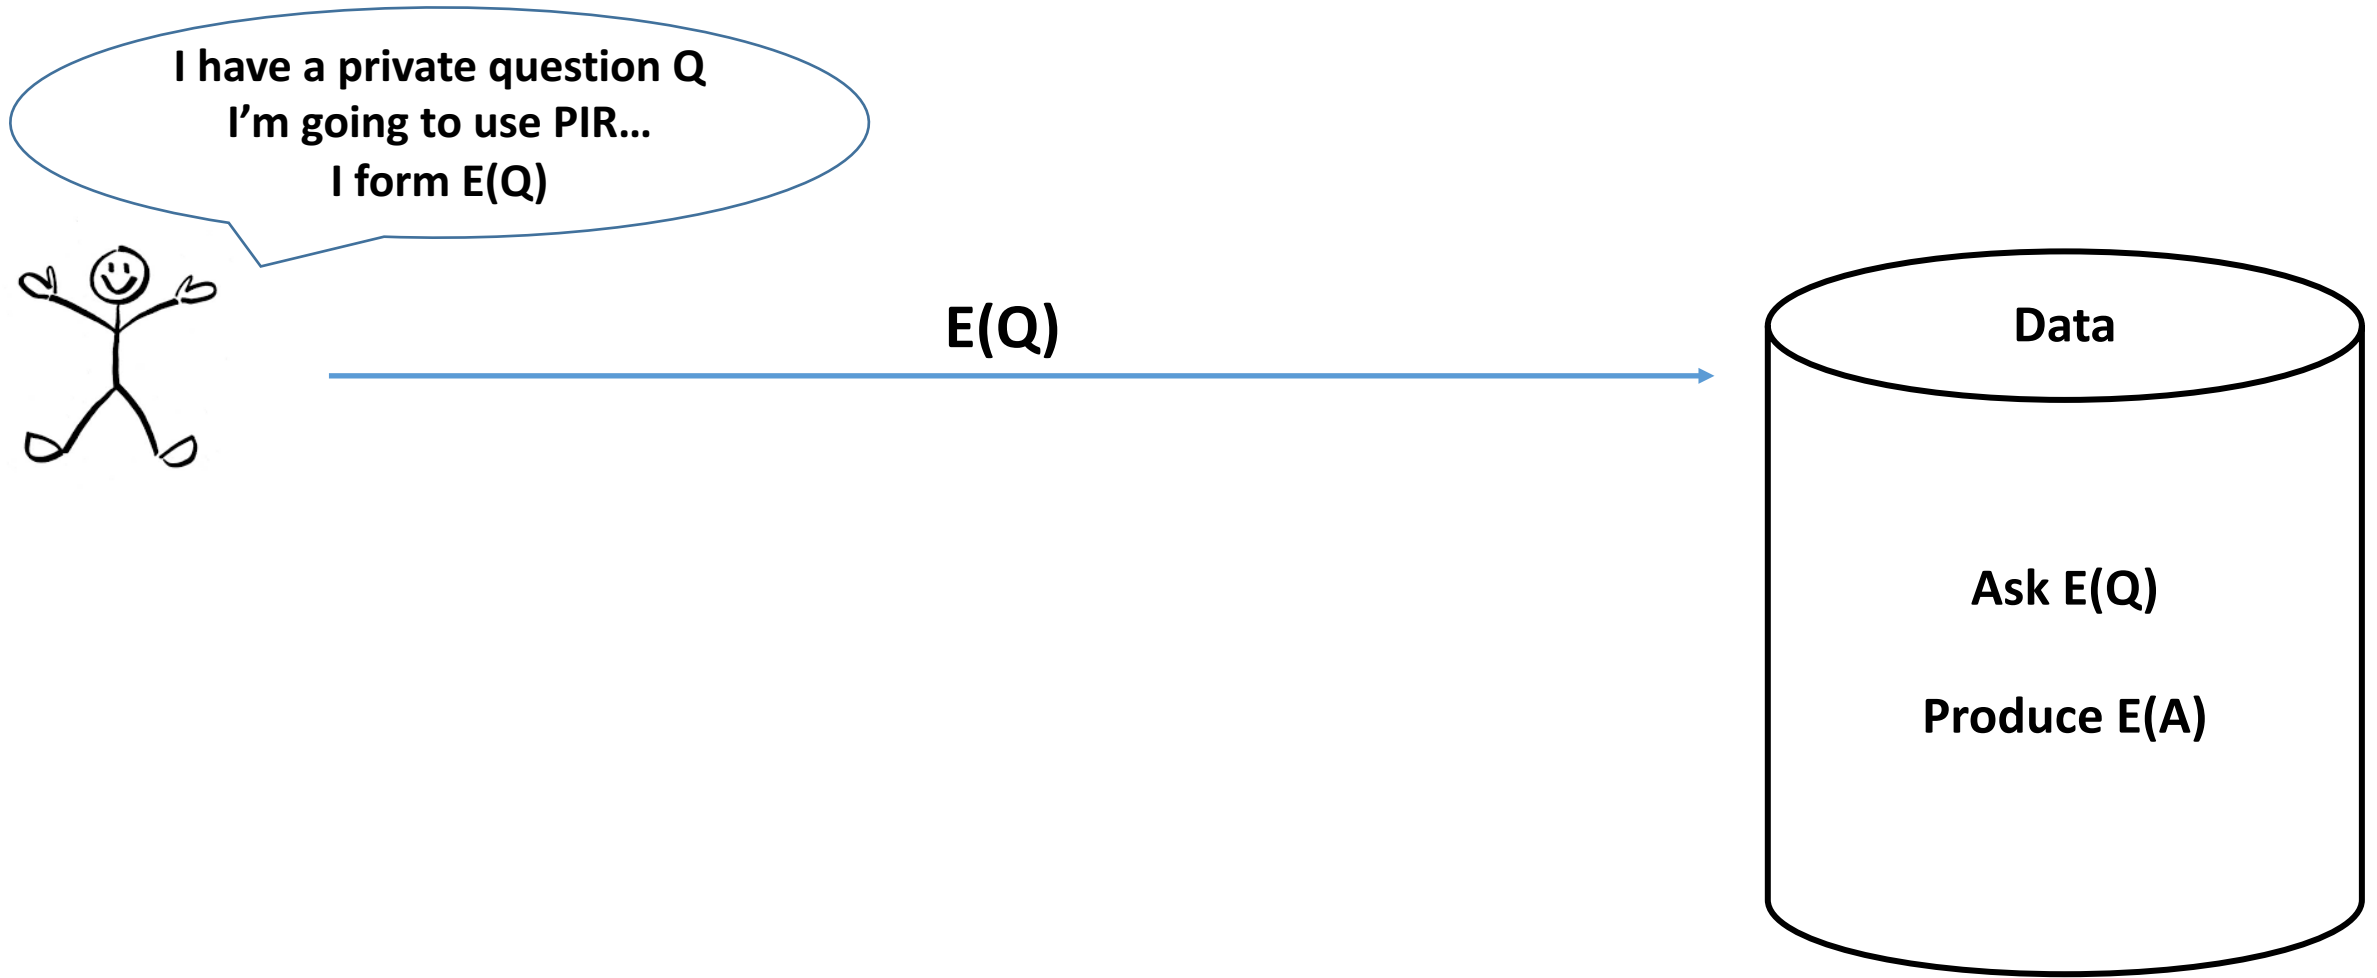 I have a private question Q
I’m going to use PIR…
I form E(Q)
E(Q)
Data
Ask E(Q)
Produce E(A)